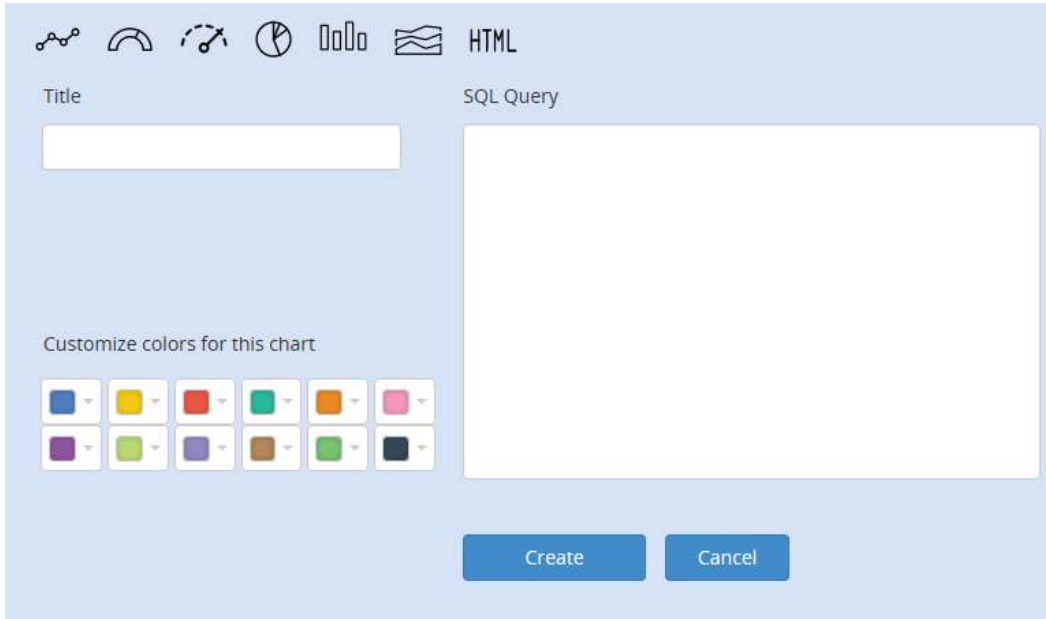 HTML
Title
SQL Query
Customize colors for this chart
Create
Cancel